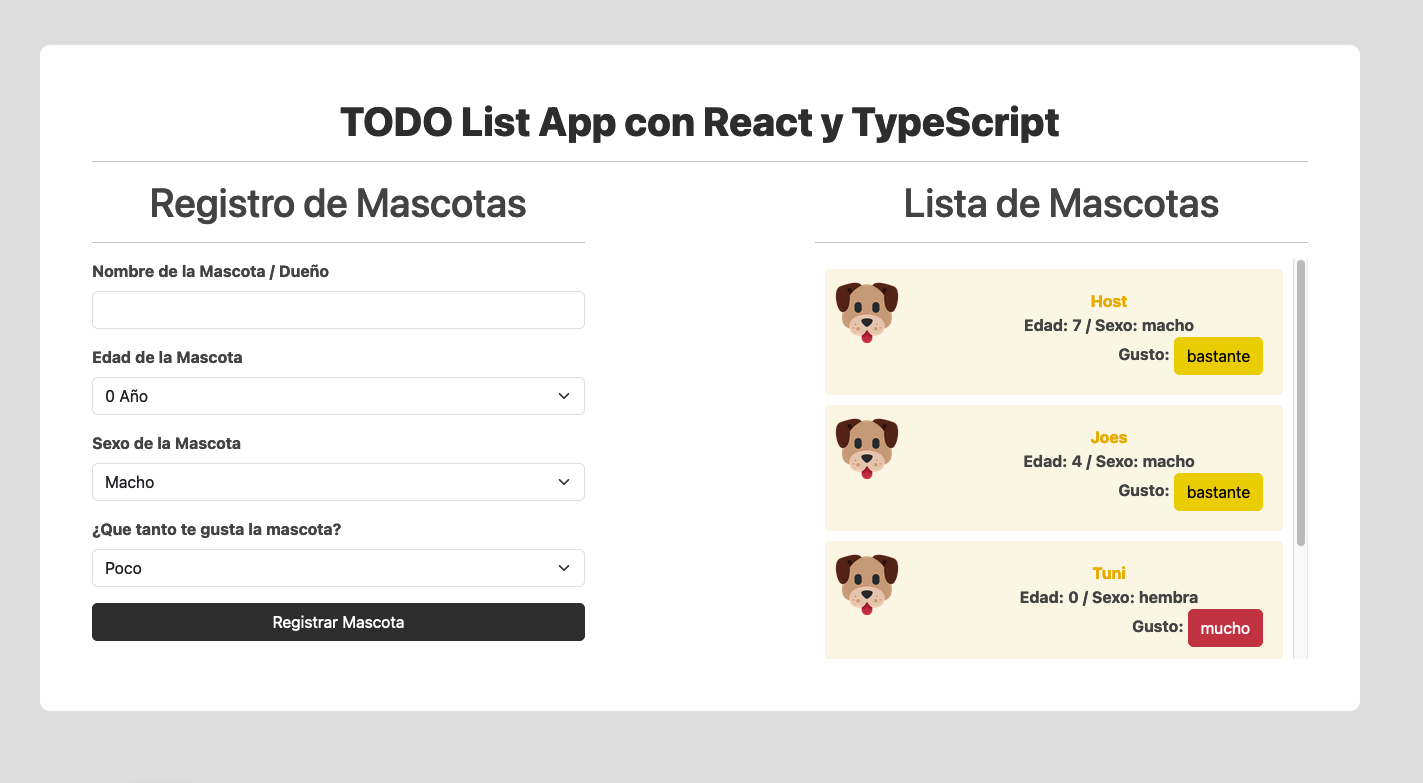 TODO List App con React y TypeScript
Registro de Mascotas
Nombre de la Mascota / Dueño
Edad de la Mascota
0 Año
Sexo de la Mascota
Macho
¿Que tanto te gusta la mascota?
Poco
Registrar Mascota
Lista de Mascotas
Host
Edad: 7 / Sexo: macho
Gusto: bastante
Joes
Edad: 4 / Sexo: macho
Gusto: bastante
Tuni
Edad: 0 / Sexo: hembra
Gusto: mucho